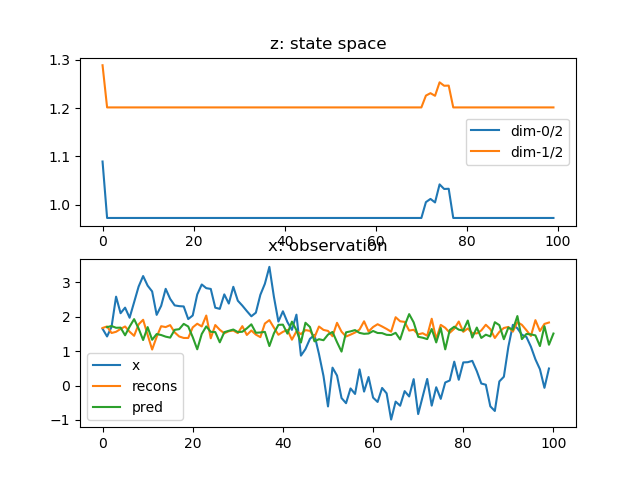 z: state space
1.3
1.2
1.1
1.0
dim-0/2
dim-1/2
0 20 40 60 80 100
x: observation
3
2
1
0
−1
x
recons
pred
0 20 40 60 80 100